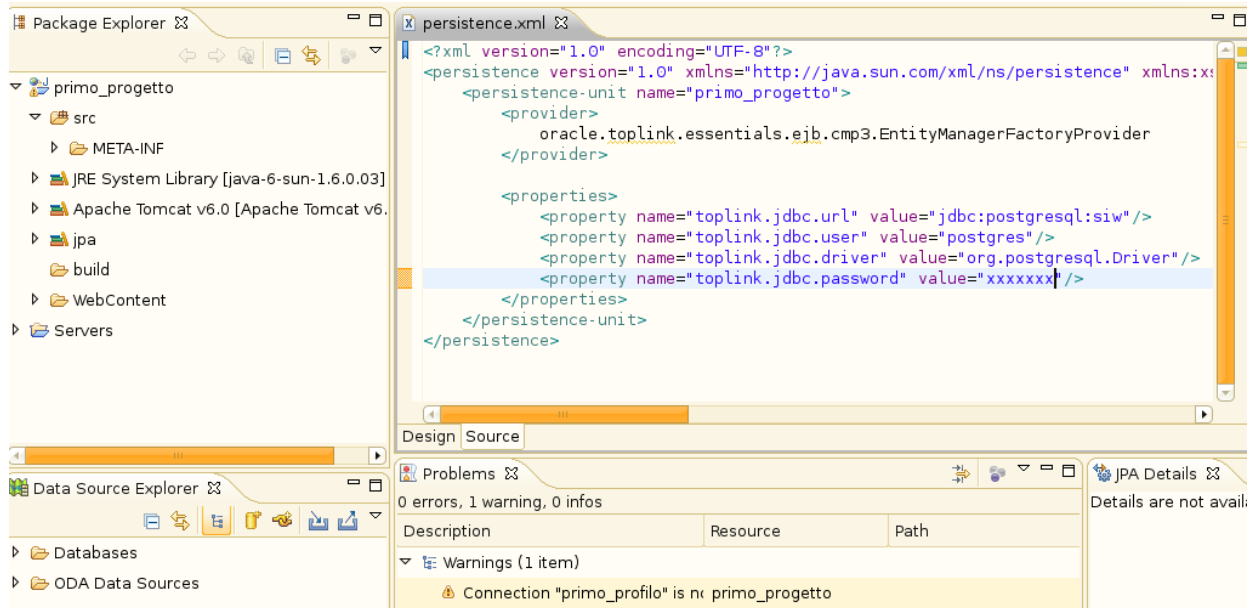 Package Explorer
primo_progetto
src
META-INF
JRE System Library [java-6-sun-1.6.0.03]
Apache Tomcat v6.0 [Apache Tomcat v6.
jpa
build
WebContent
Servers
persistence.xml
<?xml version="1.0" encoding="UTF-8"?>
<persistence version="1.0" xmlns="http://java.sun.com/xml/ns/persistence" xmlns:xs
<persistence-unit name="primo_progetto">
<provider>
oracle.toplink.essentials.ejb.cmp3.EntityManagerFactoryProvider
</provider>
<properties>
<property name="toplink.jdbc.url" value="jdbc:postgresql:siw"/>
<property name="toplink.jdbc.user" value="postgres"/>
<property name="toplink.jdbc.driver" value="org.postgresql.Driver"/>
<property name="toplink.jdbc.password" value="xxxxxxx"/>
</properties>
</persistence-unit>
</persistence>
Design Source
Data Source Explorer
Databases
ODA Data Sources
Problems
0 errors, 1 warning, 0 infos
Description Resource Path
Warnings (1 item)
Connection "primo_profilo" is no primo_progetto
JPA Details
Details are not availa